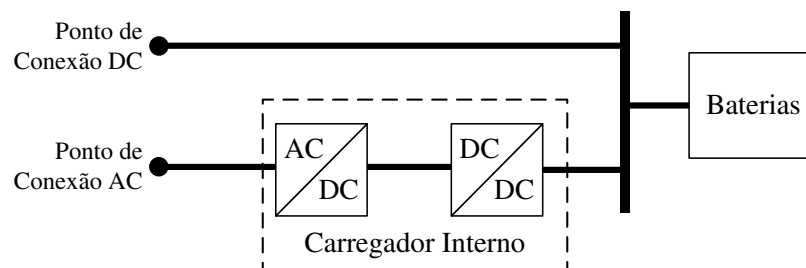 Ponto de
Conexão DC
Baterias
Ponto de
Conexão AC
AC
DC
DC
DC
Carregador Interno